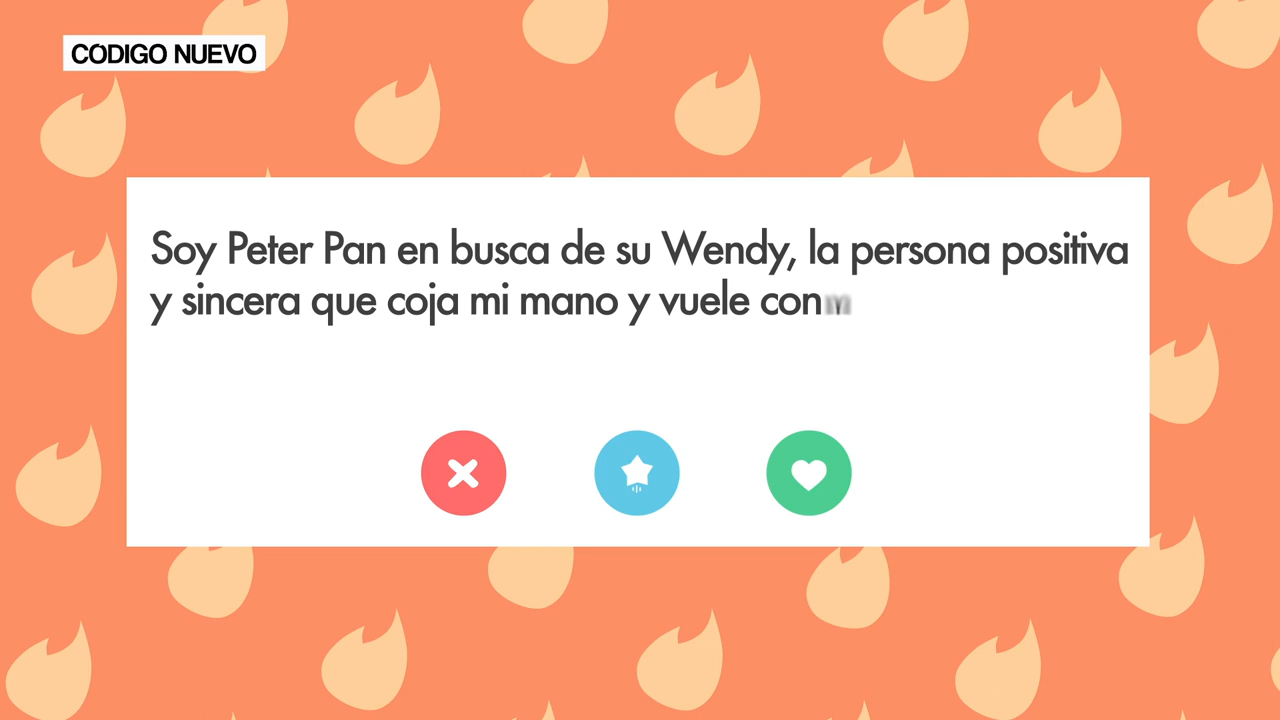 CÓDIGO NUEVO
Soy Peter Pan en busca de su Wendy, la persona positiva
y sincera que coja mi mano y vuele con